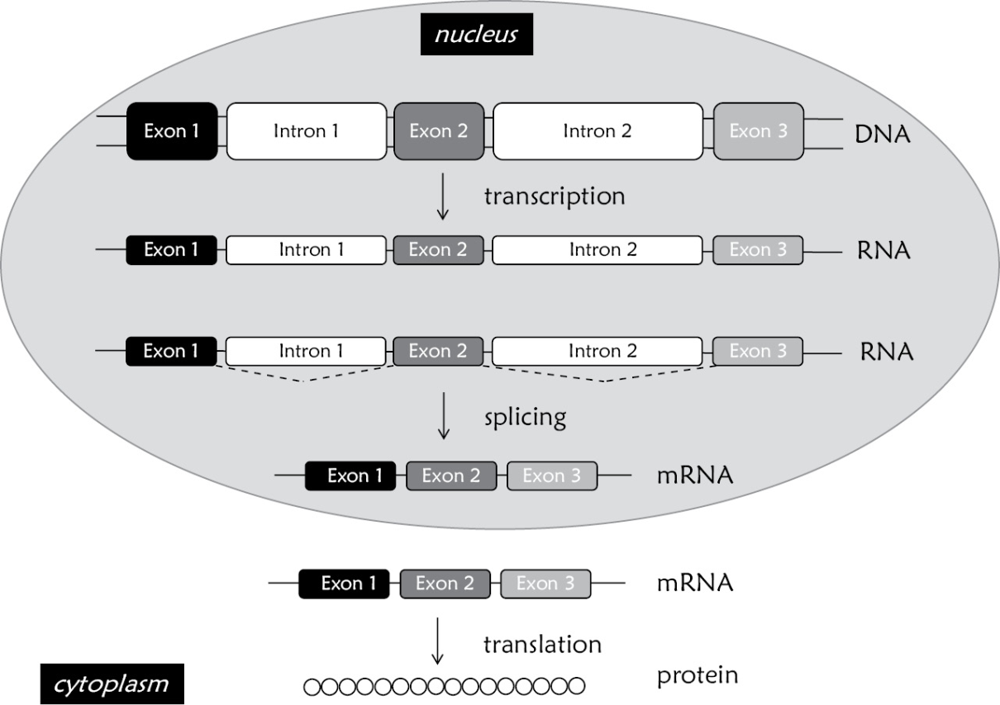 nucleus
Exon 1 Intron 1 Exon 2 Intron 2 Exon 3 DNA
transcription
Exon 1 Intron 1 Exon 2 Intron 2 Exon 3 RNA
Exon 1 Intron 1 Exon 2 Intron 2 Exon 3 RNA
splicing
Exon 1 Exon 2 Exon 3 mRNA
Exon 1 Exon 2 Exon 3 mRNA
translation
protein
cytoplasm